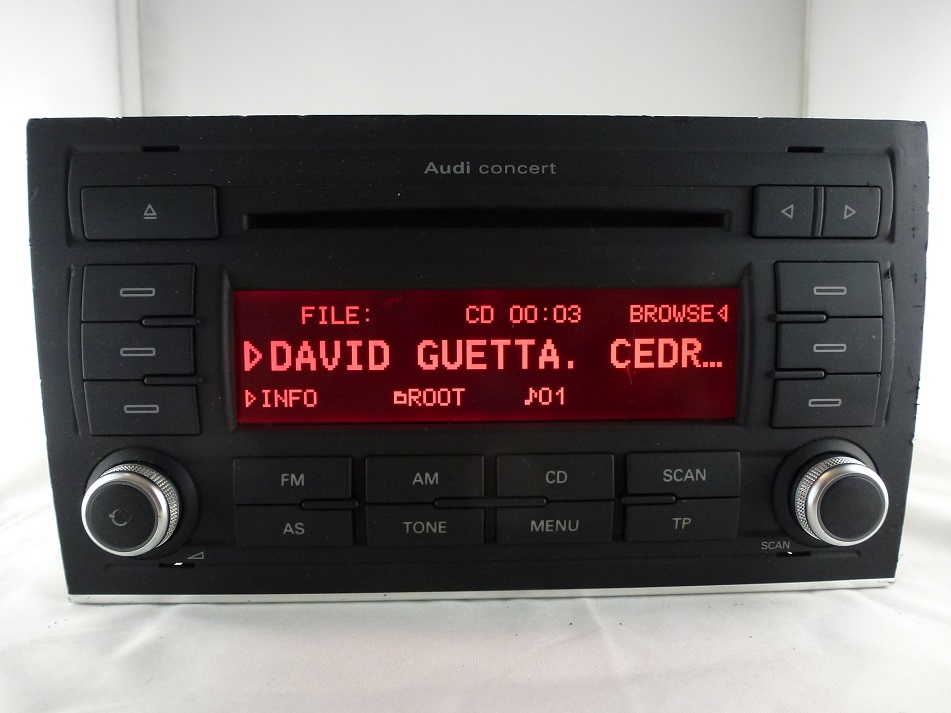 Audi concert
FILE: CD 00:03 BROWSE
DAVID GUETTA. CEDR…
INFO ROOT 01
FM AM CD SCAN
AS TONE MENU TP
SCAN